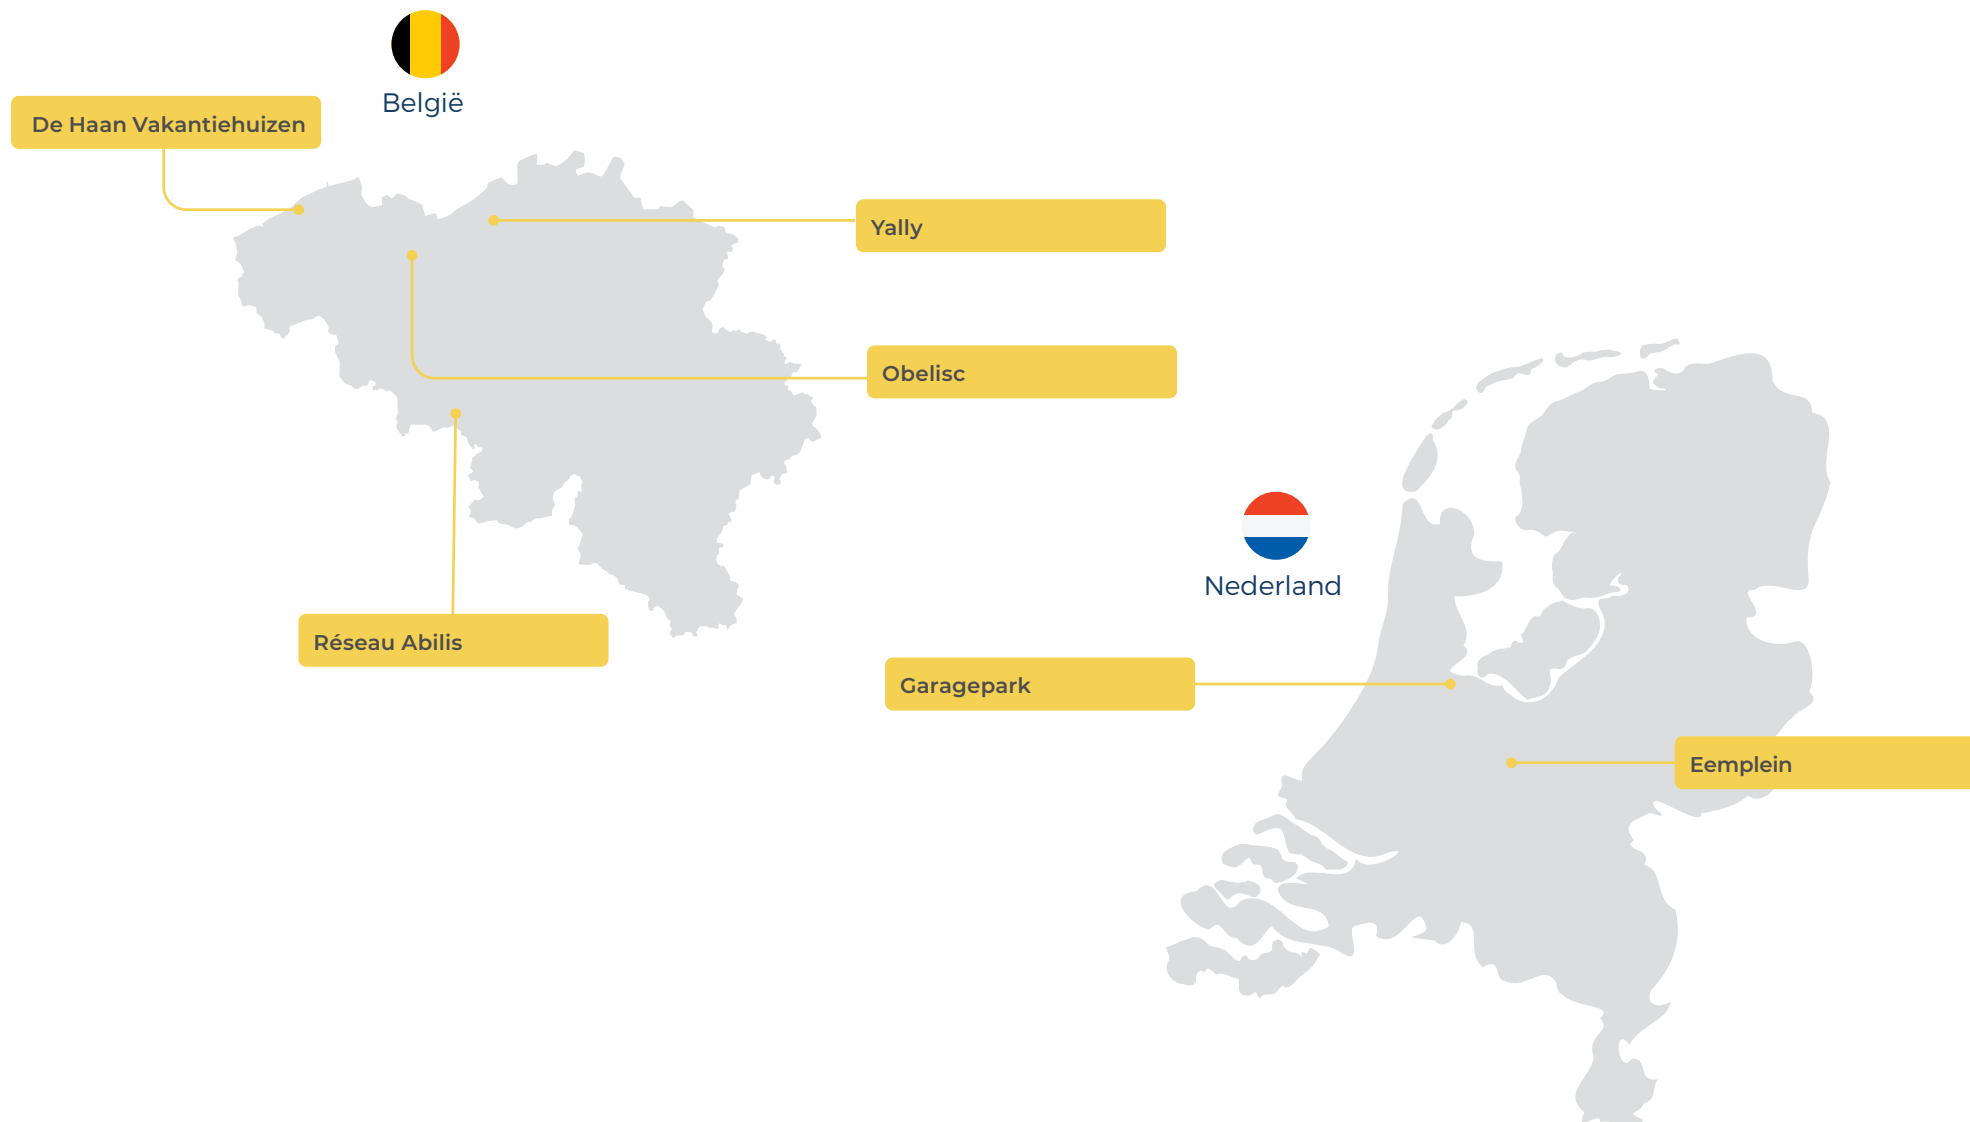 België
De Haan Vakantiehuizen
Yally
Obelisc
Réseau Abilis
Nederland
Garagepark
Eemplein